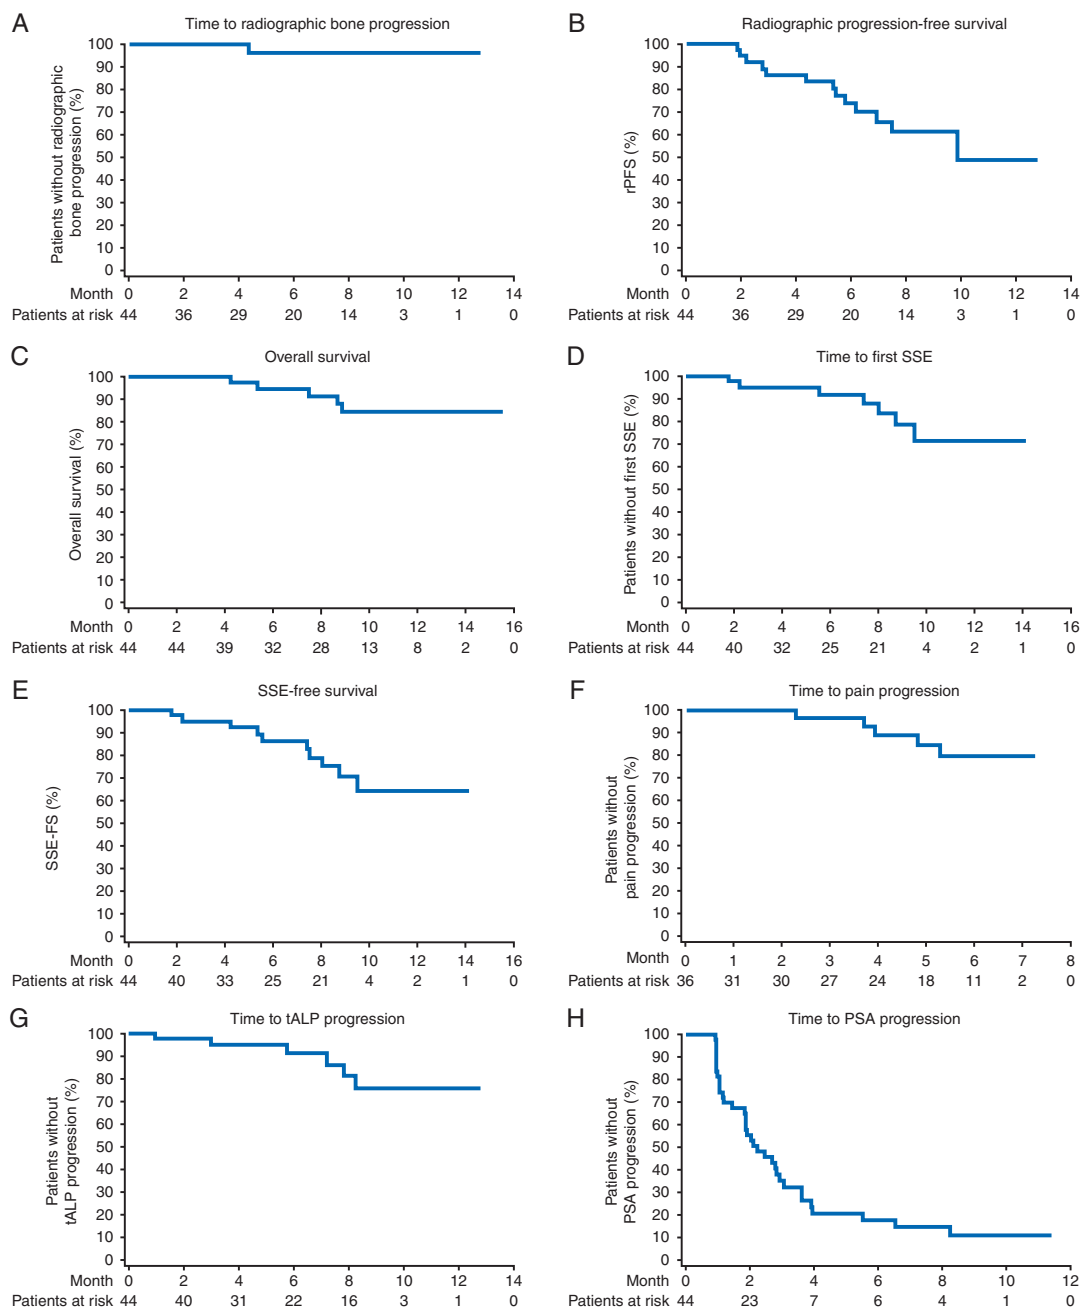 A
Time to radiographic bone progression
Patients without radiographic
bone progression (%)
100
90
80
70
60
50
40
30
20
10
0
Month 0 2 4 6 8 10 12 14
Patients at risk 44 36 29 20 14 3 1 0
B
Radiographic progression-free survival
rPFS (%)
100
90
80
70
60
50
40
30
20
10
0
Month 0 2 4 6 8 10 12 14
Patients at risk 44 36 29 20 14 3 1 0
C
Overall survival
Overall survival (%)
100
90
80
70
60
50
40
30
20
10
0
Month 0 2 4 6 8 10 12 14 16
Patients at risk 44 44 39 32 28 13 8 2 0
D
Time to first SSE
Patients without first SSE (%)
100
90
80
70
60
50
40
30
20
10
0
Month 0 2 4 6 8 10 12 14 16
Patients at risk 44 40 32 25 21 4 2 1 0
E
SSE-free survival
SSE-FS (%)
100
90
80
70
60
50
40
30
20
10
0
Month 0 2 4 6 8 10 12 14 16
Patients at risk 44 40 33 25 21 4 2 1 0
F
Time to pain progression
Patients without
pain progression (%)
100
90
80
70
60
50
40
30
20
10
0
Month 0 1 2 3 4 5 6 7 8
Patients at risk 36 31 30 27 24 18 11 2 0
G
Time to tALP progression
Patients without
tALP progression (%)
100
90
80
70
60
50
40
30
20
10
0
Month 0 2 4 6 8 10 12 14
Patients at risk 44 40 31 22 16 3 1 0
H
Time to PSA progression
Patients without
PSA progression (%)
100
90
80
70
60
50
40
30
20
10
0
Month 0 2 4 6 8 10 12
Patients at risk 44 23 7 6 4 1 0